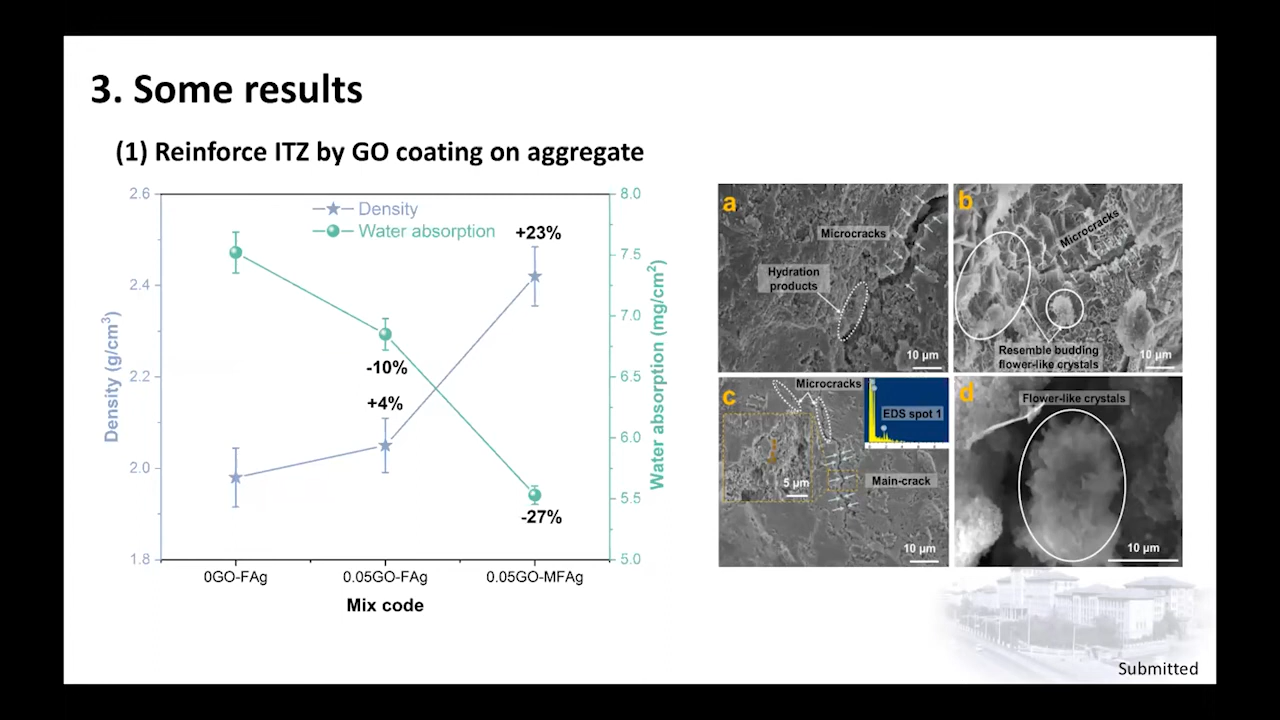 3. Some results
(1) Reinforce ITZ by GO coating on aggregate
2.6
2.4
2.2
2.0
1.8
Density (g/cm³)
Density
Water absorption
+23%
-10%
+4%
-27%
8.0
7.5
7.0
6.5
6.0
5.5
5.0
Water absorption (mg/cm²)
0GO-FAg
0.05GO-FAg
0.05GO-MFAg
Mix code
a
Microcracks
Hydration
products
10 μm
b
Microcracks
Resemble budding
flower-like crystals
10 μm
c
Microcracks
EDS spot 1
5 μm
Main-crack
10 μm
d
Flower-like crystals
10 μm
Submitted